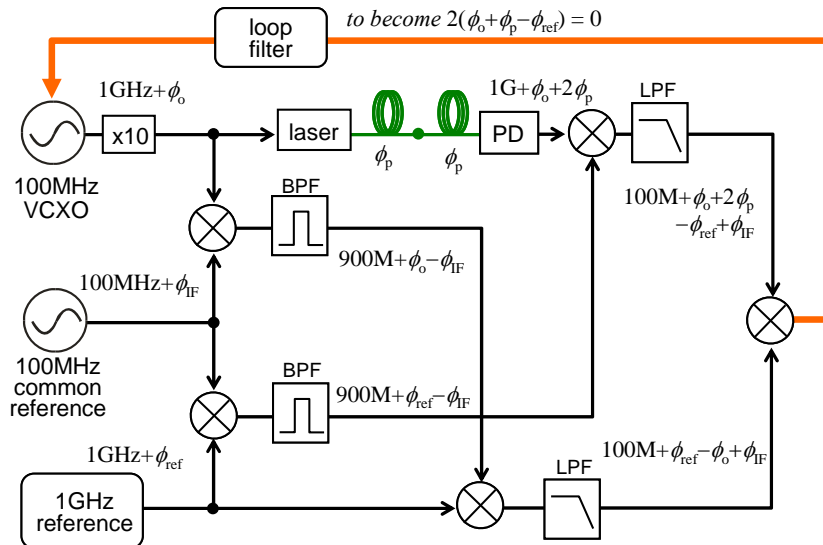 to become 2(ϕo+ϕp−ϕref) = 0
loop
filter
1GHz+ϕo
1G+ϕo+2ϕp
LPF
x10
laser
PD
ϕp
ϕp
100MHz
VCXO
BPF
100M+ϕo+2ϕp
−ϕref+ϕIF
900M+ϕo−ϕIF
100MHz+ϕIF
100MHz
common
reference
BPF
900M+ϕref−ϕIF
1GHz+ϕref
LPF
100M+ϕref−ϕo+ϕIF
1GHz
reference